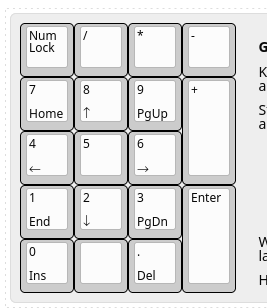 Num Lock / * -
7 Home 8 ↑ 9 PgUp +
4 ← 5 6 →
1 End 2 ↓ 3 PgDn Enter
0 Ins . Del